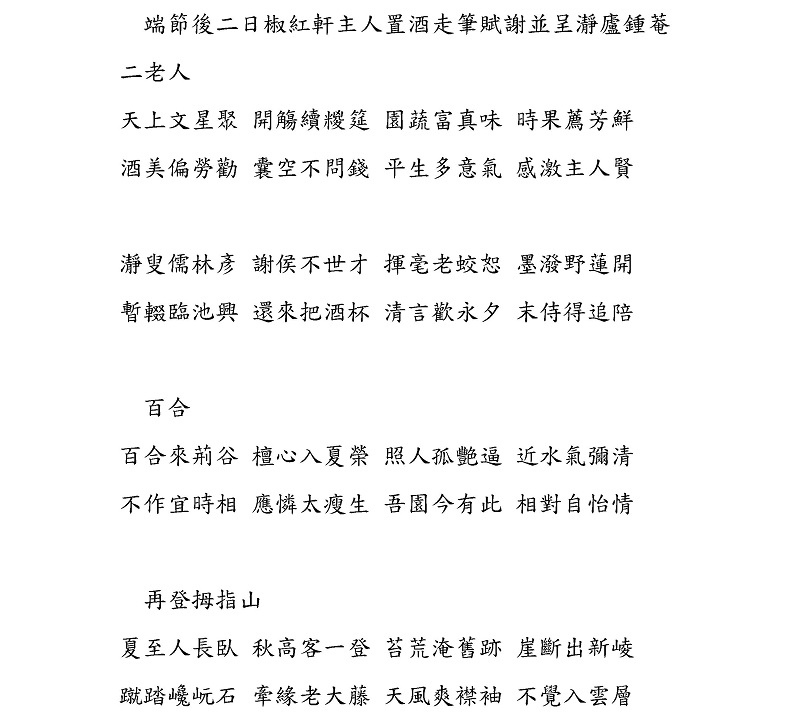 端節後二日椒紅軒主人置酒走筆賦謝並呈瀞廬鍾菴
二老人
天上文星聚 開觴續糉筵 園蔬富真味 時果薦芳鮮
酒美偏勞勸 囊空不問錢 平生多意氣 感激主人賢
瀞叟儒林彥 謝侯不世才 揮毫老蛟恕 墨潑野蓮開
暫輟臨池興 還來把酒杯 清言歡永夕 末侍得追陪
百合
百合來荊谷 檀心入夏榮 照人孤艷逼 近水氣彌清
不作宜時相 應憐太瘦生 吾園今有此 相對自怡情
再登拇指山
夏至人長臥 秋高客一登 苔荒淹舊跡 崖斷出新崚
蹴踏巉岏石 牽緣老大藤 天風爽襟袖 不覺入雲層